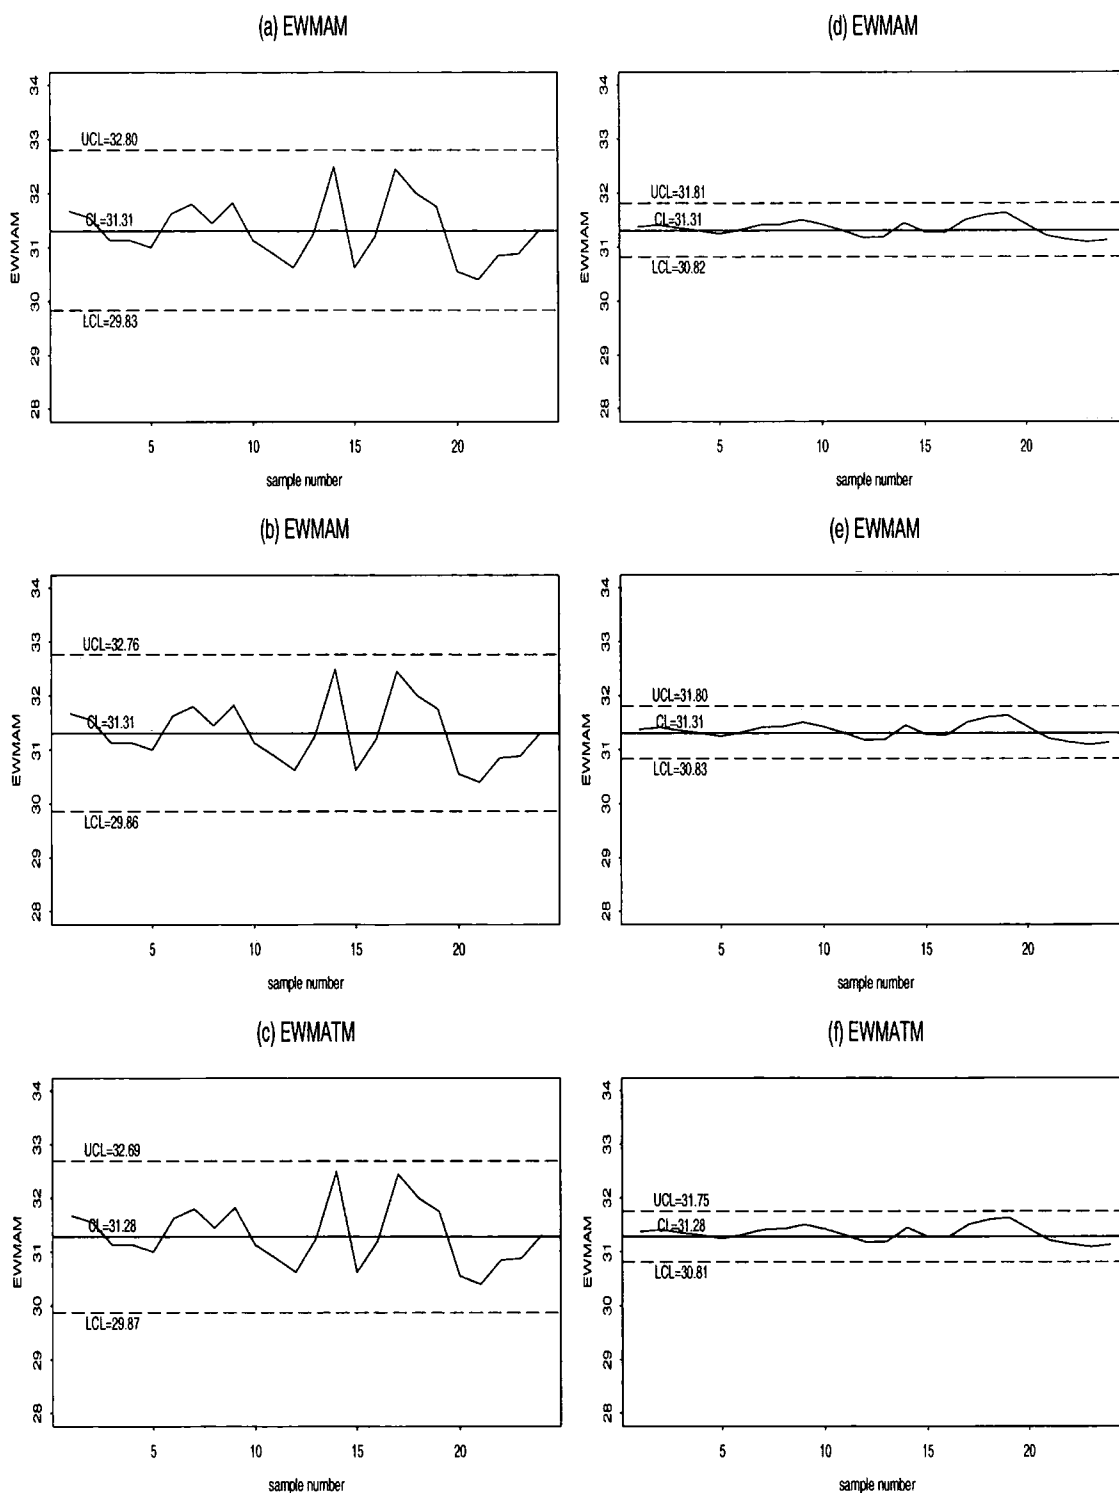 (a) EWMAM
34
33
32
31
30
29
28
EWMAM
UCL=32.80
CL=31.31
LCL=29.83
5 10 15 20
sample number
(d) EWMAM
34
33
32
31
30
29
28
EWMAM
UCL=31.81
CL=31.31
LCL=30.82
5 10 15 20
sample number
(b) EWMAM
34
33
32
31
30
29
28
EWMAM
UCL=32.76
CL=31.31
LCL=29.86
5 10 15 20
sample number
(e) EWMAM
34
33
32
31
30
29
28
EWMAM
UCL=31.80
CL=31.31
LCL=30.83
5 10 15 20
sample number
(c) EWMATM
34
33
32
31
30
29
28
EWMAM
UCL=32.69
CL=31.28
LCL=29.87
5 10 15 20
sample number
(f) EWMATM
34
33
32
31
30
29
28
EWMAM
UCL=31.75
CL=31.28
LCL=30.81
5 10 15 20
sample number